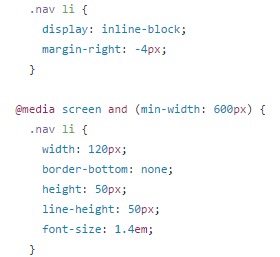 .nav li {
display: inline-block;
margin-right: -4px;
}
@media screen and (min-width: 600px) {
.nav li {
width: 120px;
border-bottom: none;
height: 50px;
line-height: 50px;
font-size: 1.4em;
}